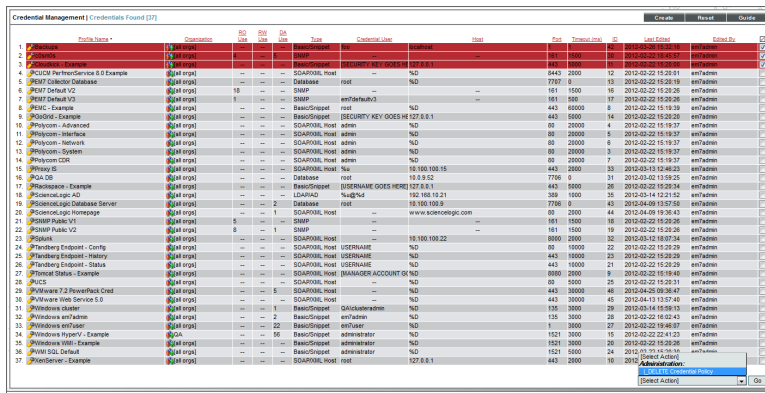 Credential Management | Credentials Found [37] Create Reset Guide
Profile Name Organization RO Use RW Use DA Use Type Credential User Host Port Timeout (ms) ID Last Edited Edited By
1. Backups [all orgs] -- -- -- Basic/Snippet foo localhost 1 1 42 2012-03-26 15:32:16 em7admin
2. [all orgs] 4 -- 5 SNMP -- -- 161 1500 em7admin
3. Cloudkick - Example [all orgs] -- -- -- Basic/Snippet [SECURITY KEY GOES H 127.0.0.1 443 5000 11 2012-02-22 15:20:00 em7admin
4. CUCM PerfmonService 8.0 Example [all orgs] -- -- -- SOAP/XML Host -- %D 8443 2000 12 2012-02-22 15:20:01 em7admin
5. EM7 Collector Database [all orgs] -- -- -- Database root %D 7707 0 13 2012-02-22 15:20:19 em7admin
6. EM7 Default V2 [all orgs] 18 -- -- SNMP -- -- 161 1500 16 2012-02-22 15:20:26 em7admin
7. EM7 Default V3 [all orgs] 1 -- -- SNMP em7defaultv3 -- 161 500 17 2012-02-22 15:20:26 em7admin
8. EMC - Example [all orgs] -- -- -- Basic/Snippet root %D 443 60000 8 2012-02-22 15:19:39 em7admin
9. GoGrid - Example [all orgs] -- -- -- Basic/Snippet [SECURITY KEY GOES H 127.0.0.1 443 5000 14 2012-02-22 15:20:20 em7admin
10. Polycom - Advanced [all orgs] -- -- -- SOAP/XML Host admin %D 80 20000 4 2012-02-22 15:19:37 em7admin
11. Polycom - Interface [all orgs] -- -- -- SOAP/XML Host admin %D 80 20000 5 2012-02-22 15:19:37 em7admin
12. Polycom - Network [all orgs] -- -- -- SOAP/XML Host admin %D 80 20000 6 2012-02-22 15:19:37 em7admin
13. Polycom - System [all orgs] -- -- -- SOAP/XML Host admin %D 80 20000 3 2012-02-22 15:19:37 em7admin
14. Polycom CDR [all orgs] -- -- -- SOAP/XML Host root %D 80 20000 7 2012-02-22 15:19:37 em7admin
15. Proxy IS [all orgs] -- -- -- SOAP/XML Host %u 10.100.100.15 443 2000 33 2012-03-13 12:46:23 em7admin
16. QA DB [all orgs] -- -- -- Database root 10.0.9.52 7706 0 31 2012-03-02 13:59:25 em7admin
17. Rackspace - Example [all orgs] -- -- -- Basic/Snippet [USERNAME GOES HERE] 127.0.0.1 443 5000 26 2012-02-22 15:20:34 em7admin
18. ScienceLogic AD [all orgs] -- -- -- LDAP/AD %u@%d 192.168.10.21 389 1000 35 2012-03-14 12:21:52 em7admin
19. ScienceLogic Database Server [all orgs] -- -- 2 Database root 10.100.100.9 7706 0 43 2012-04-09 13:57:50 em7admin
20. ScienceLogic Homepage [all orgs] -- -- 1 SOAP/XML Host -- www.sciencelogic.com 80 2000 44 2012-04-09 19:36:43 em7admin
21. SNMP Public V1 [all orgs] 5 -- -- SNMP -- -- 161 1500 18 2012-02-22 15:20:26 em7admin
22. SNMP Public V2 [all orgs] 8 -- 1 SNMP -- -- 161 1500 19 2012-02-22 15:20:26 em7admin
23. Splunk [all orgs] -- -- -- SOAP/XML Host -- 10.100.100.22 8000 2000 32 2012-03-12 18:07:34 em7admin
24. Tandberg Endpoint - Config [all orgs] -- -- -- SOAP/XML Host USERNAME %D 80 10000 22 2012-02-22 15:20:29 em7admin
25. Tandberg Endpoint - History [all orgs] -- -- -- SOAP/XML Host USERNAME %D 443 10000 23 2012-02-22 15:20:29 em7admin
26. Tandberg Endpoint - Status [all orgs] -- -- -- SOAP/XML Host USERNAME %D 443 10000 21 2012-02-22 15:20:29 em7admin
27. Tomcat Status - Example [all orgs] -- -- -- SOAP/XML Host [MANAGER ACCOUNT GO %D 8080 2000 9 2012-02-22 15:19:40 em7admin
28. UCS [all orgs] -- -- -- SOAP/XML Host -- %D 80 5000 25 2012-02-22 15:20:31 em7admin
29. VMware 7.2 PowerPack Cred [all orgs] -- -- 5 SOAP/XML Host -- %D 443 30000 46 2012-04-25 09:36:47 em7admin
30. VMware Web Service 5.0 [all orgs] -- -- -- SOAP/XML Host -- %D 443 30000 45 2012-04-13 13:57:40 em7admin
31. Windows cluster [all orgs] -- -- 1 Basic/Snippet QA\clusteradmin %D 135 3000 29 2012-03-14 15:59:13 em7admin
32. Windows em7admin [all orgs] -- -- 2 Basic/Snippet em7admin %D 135 3000 28 2012-02-22 16:02:43 em7admin
33. Windows em7user [all orgs] -- -- 22 Basic/Snippet em7user %D 1 3000 27 2012-02-22 19:46:07 em7admin
34. Windows HyperV - Example QA -- -- 56 Basic/Snippet administrator %D 1521 3000 15 2012-02-22 22:41:23 em7admin
35. Windows WMI - Example [all orgs] -- -- -- Basic/Snippet administrator %D 1521 3000 20 2012-02-22 15:20:26 em7admin
36. WMI SQL Default [all orgs] -- -- -- Basic/Snippet administrator %D 1521 5000 24 2012-02-22 15:20:30 em7admin
37. XenServer - Example [all orgs] -- -- -- SOAP/XML Host root 127.0.0.1 443 2000 10 2012-02-22
[Select Action]
Administration:
DELETE Credential Policy
[Select Action] Go